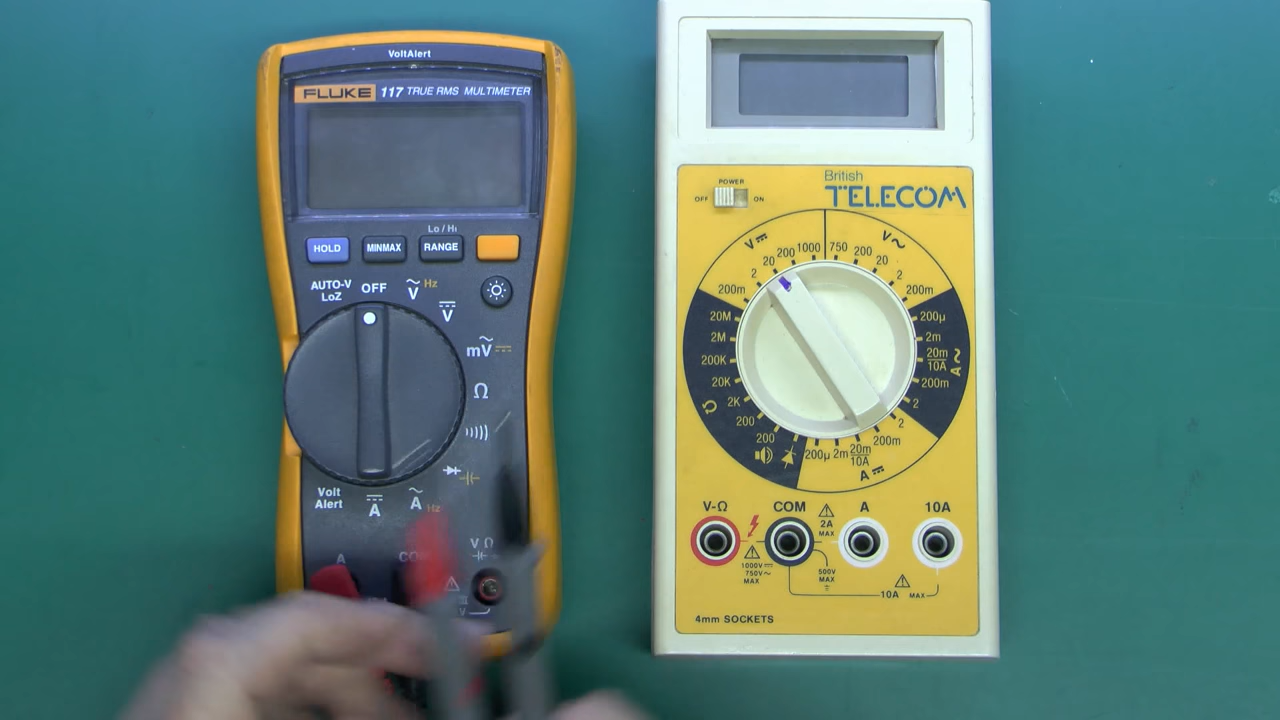 VoltAlert
FLUKE 117 TRUE RMS MULTIMETER
Lo / Hi
HOLD MINMAX RANGE
AUTO-V LoZ OFF Ṽ Hz
V
mV
Ω
Volt Alert A A Hz
A V Ω
British
TELECOM
POWER
OFF ON
V⎓ V~
2 20 200 1000 750 200 20 2
200m 200m
20M 200µ
2M 2m
200K 20m/10A A~
20K 200m
2K 2
200 2
200 200µ 2m 20m/10A 200m
A⎓
V-Ω COM A 10A
⚠ 2A MAX
⚠ 1000V⎓ 750V~ MAX
500V MAX
⚠ 10A MAX
4mm SOCKETS